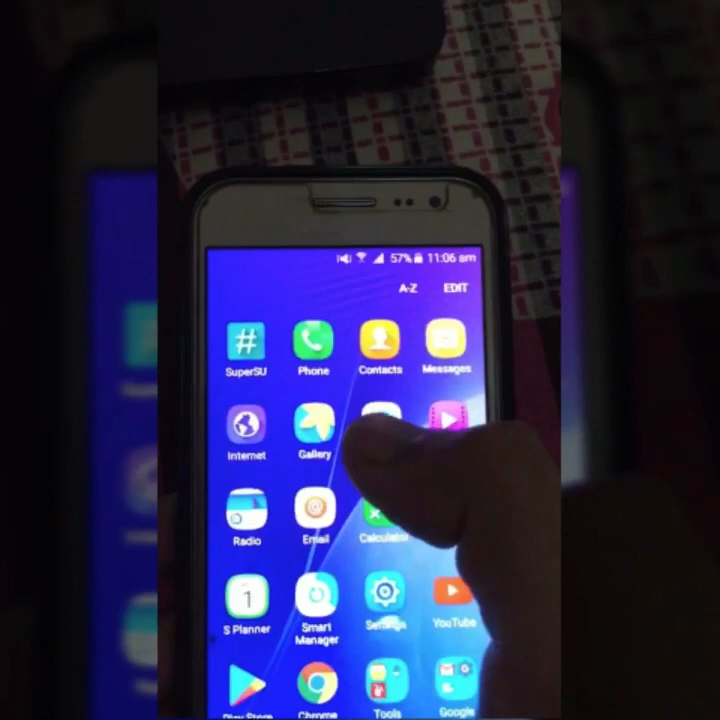 57% 11:06 am
A-Z EDIT
# 
SuperSU Phone Contacts Messages
Internet Gallery
Radio Email Calculator
1
S Planner Smart Manager Settings YouTube
Play Store Chrome Tools Google